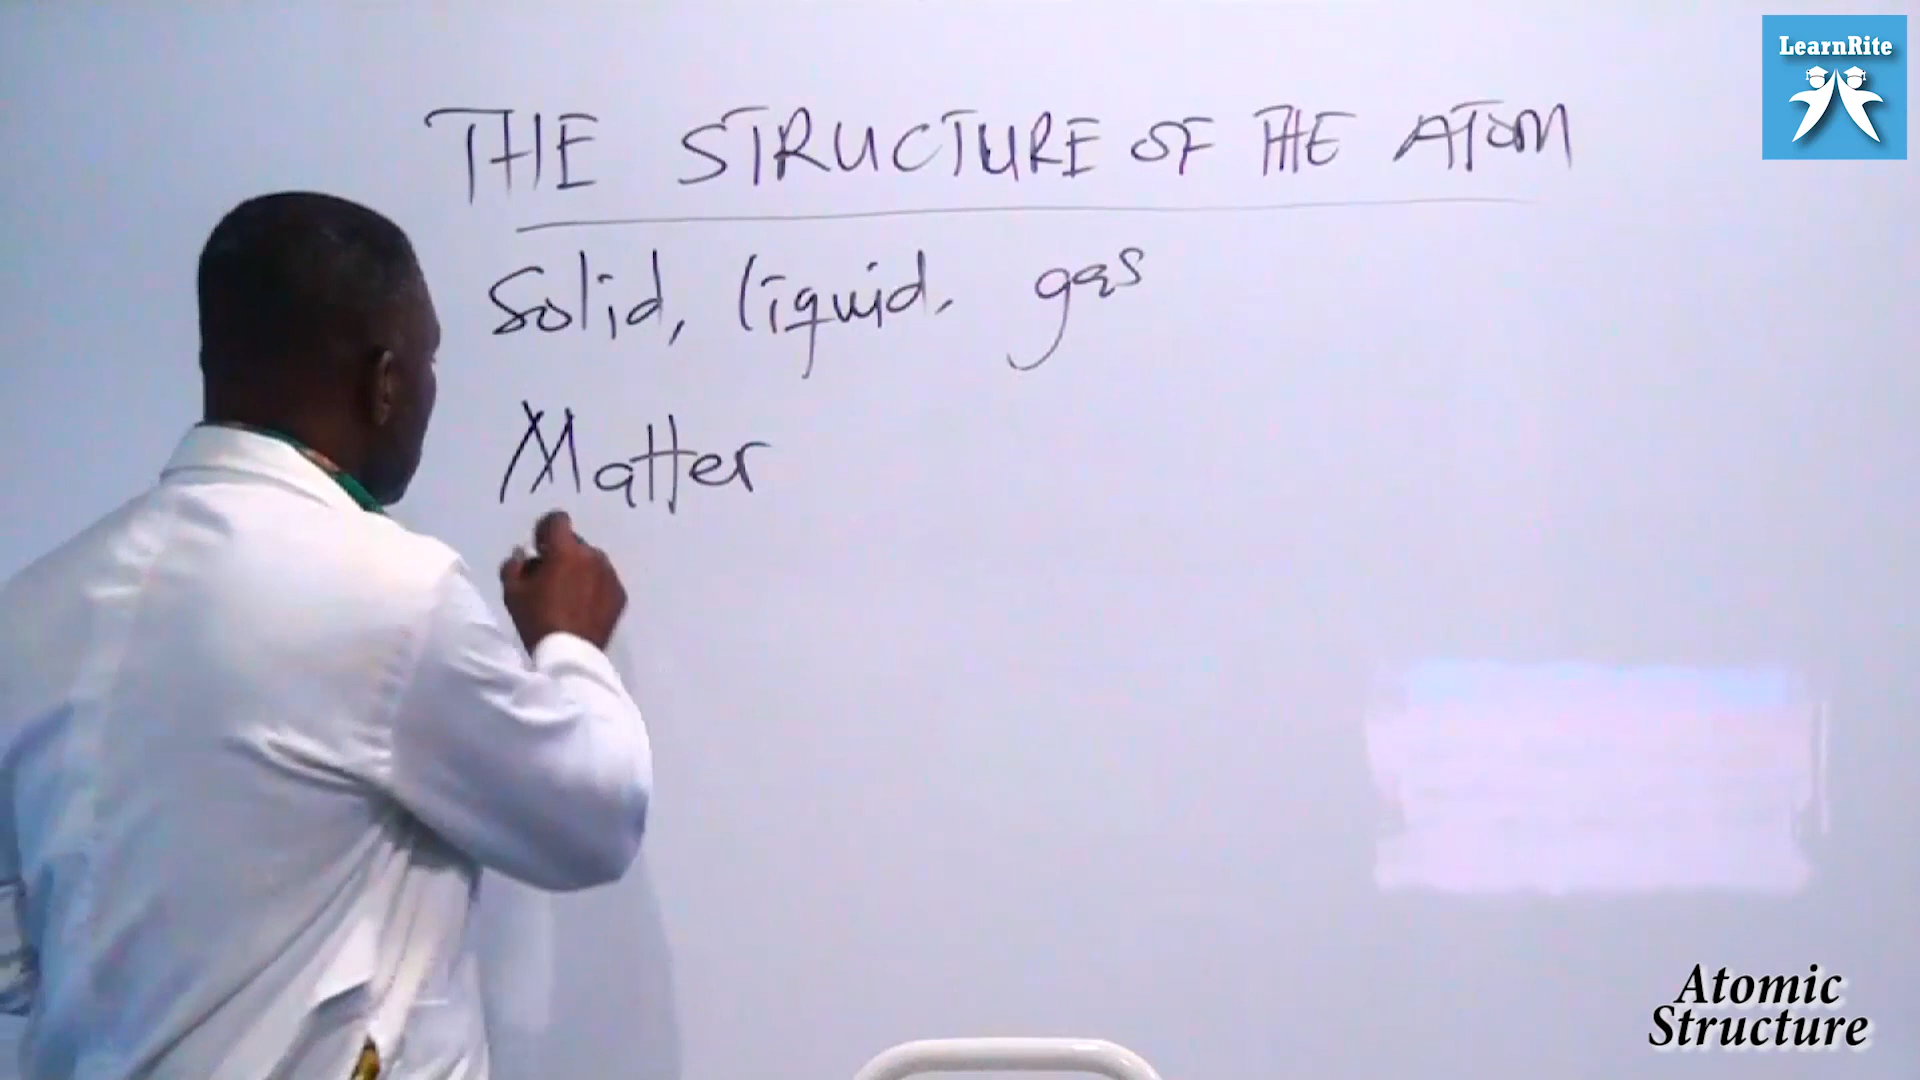 LearnRite
THE STRUCTURE OF THE ATOM
Solid, liquid, gas
Matter
Atomic
Structure